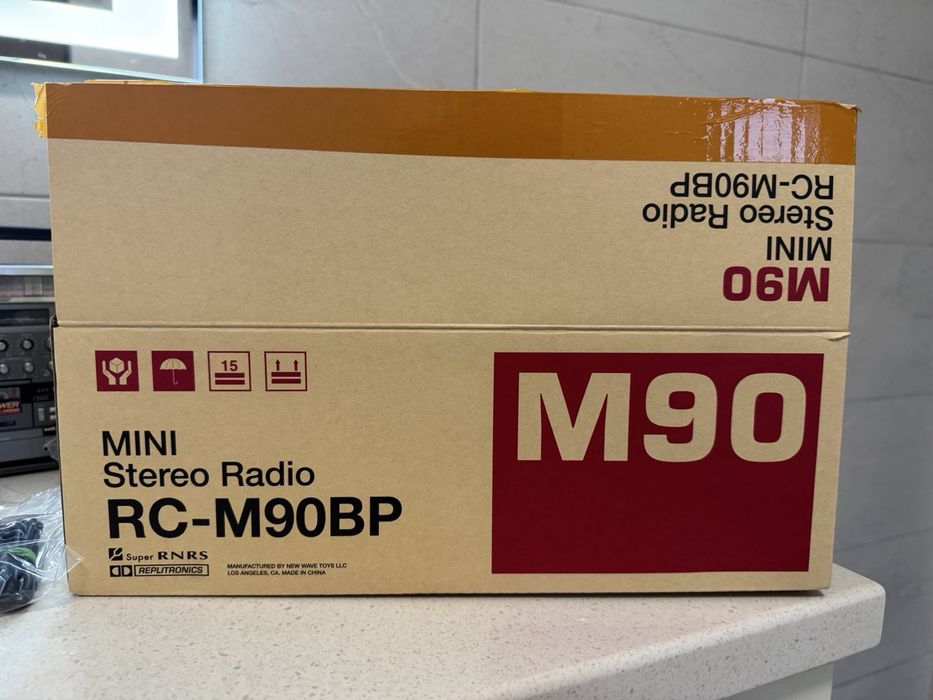 RC-M90BP
Stereo Radio
MINI
M90
15
M90
MINI
Stereo Radio
RC-M90BP
Super RNRS
REPLITRONICS
MANUFACTURED BY NEW WAVE TOYS LLC
LOS ANGELES, CA. MADE IN CHINA